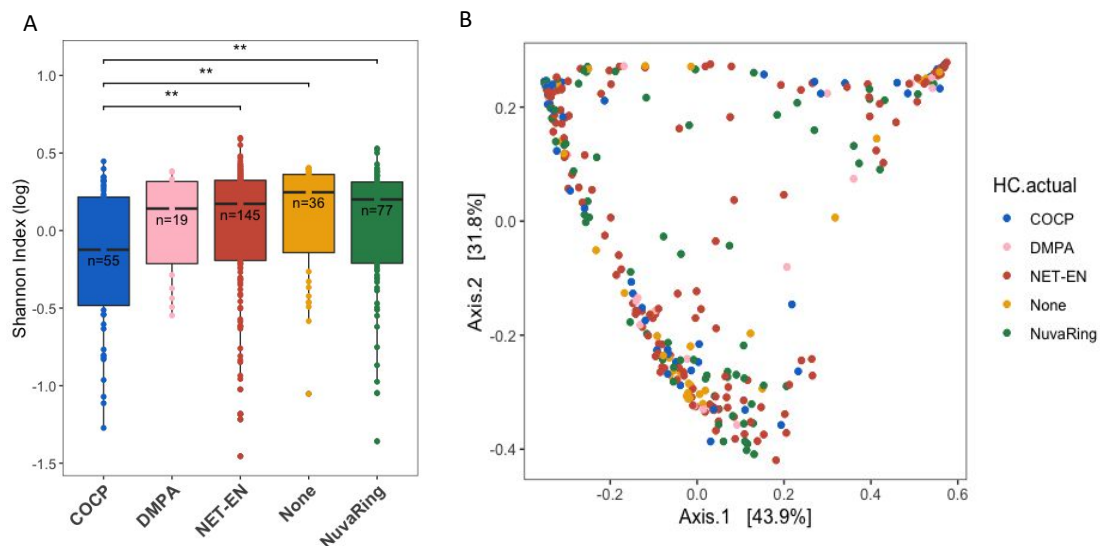 A
B
**
**
**
1.0
0.5
0.0
-0.5
-1.0
-1.5
Shannon Index (log)
n=55
n=19
n=145
n=36
n=77
COCP
DMPA
NET-EN
None
NuvaRing
0.2
0.0
-0.2
-0.4
Axis.2 [31.8%]
-0.2
0.0
0.2
0.4
0.6
Axis.1 [43.9%]
HC.actual
COCP
DMPA
NET-EN
None
NuvaRing